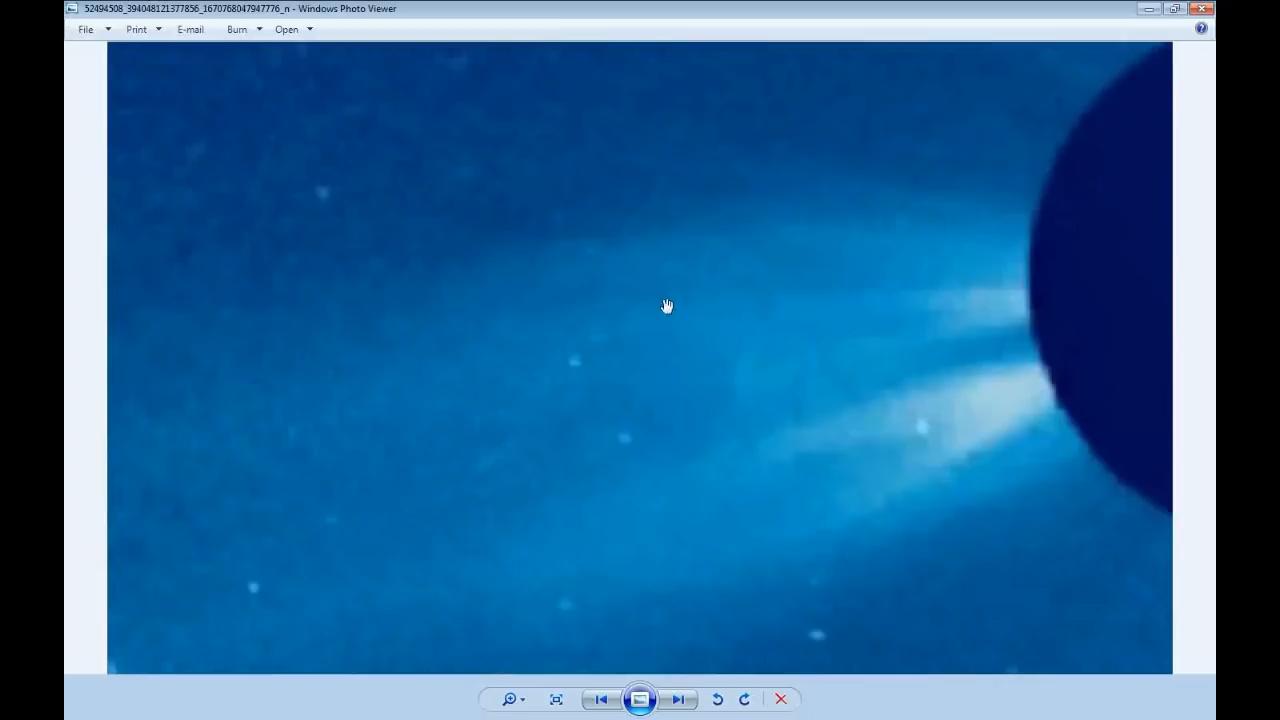 52494508_394048121377856_1670768047947776_n - Windows Photo Viewer
File Print E-mail Burn Open